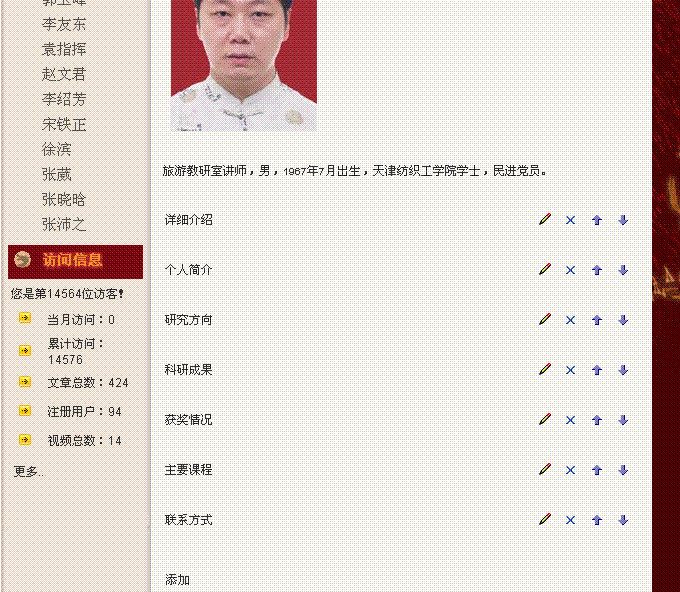 李友东
袁指挥
赵文君
李绍芳
宋铁正
徐滨
张葳
张晓晗
张沛之
访问信息
您是第14564位访客!
当月访问：0
累计访问：
14576
文章总数：424
注册用户：94
视频总数：14
更多..
旅游教研室讲师，男，1967年7月出生，天津纺织工学院学士，民进党员。
详细介绍
个人简介
研究方向
科研成果
获奖情况
主要课程
联系方式
添加